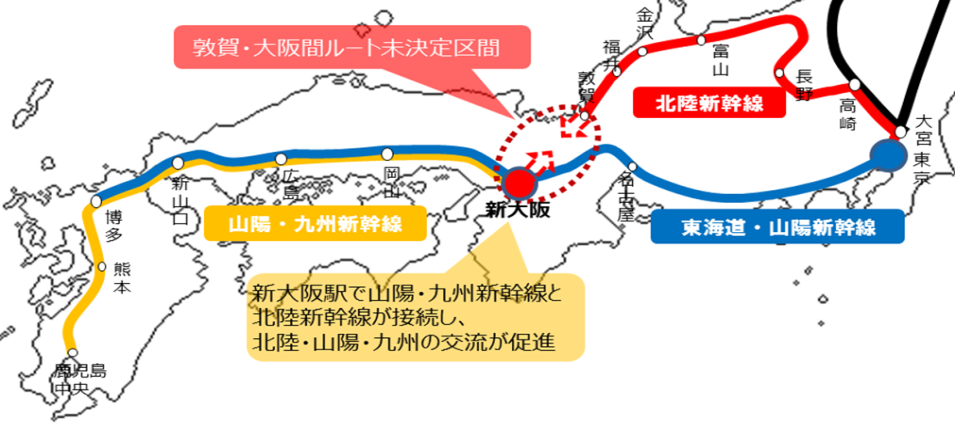 敦賀・大阪間ルート未決定区間
金沢
福井
敦賀
富山
長野
高崎
大宮
東京
北陸新幹線
名古屋
東海道・山陽新幹線
新大阪
岡山
広島
新山口
博多
熊本
鹿児島
中央
山陽・九州新幹線
新大阪駅で山陽・九州新幹線と
北陸新幹線が接続し、
北陸・山陽・九州の交流が促進